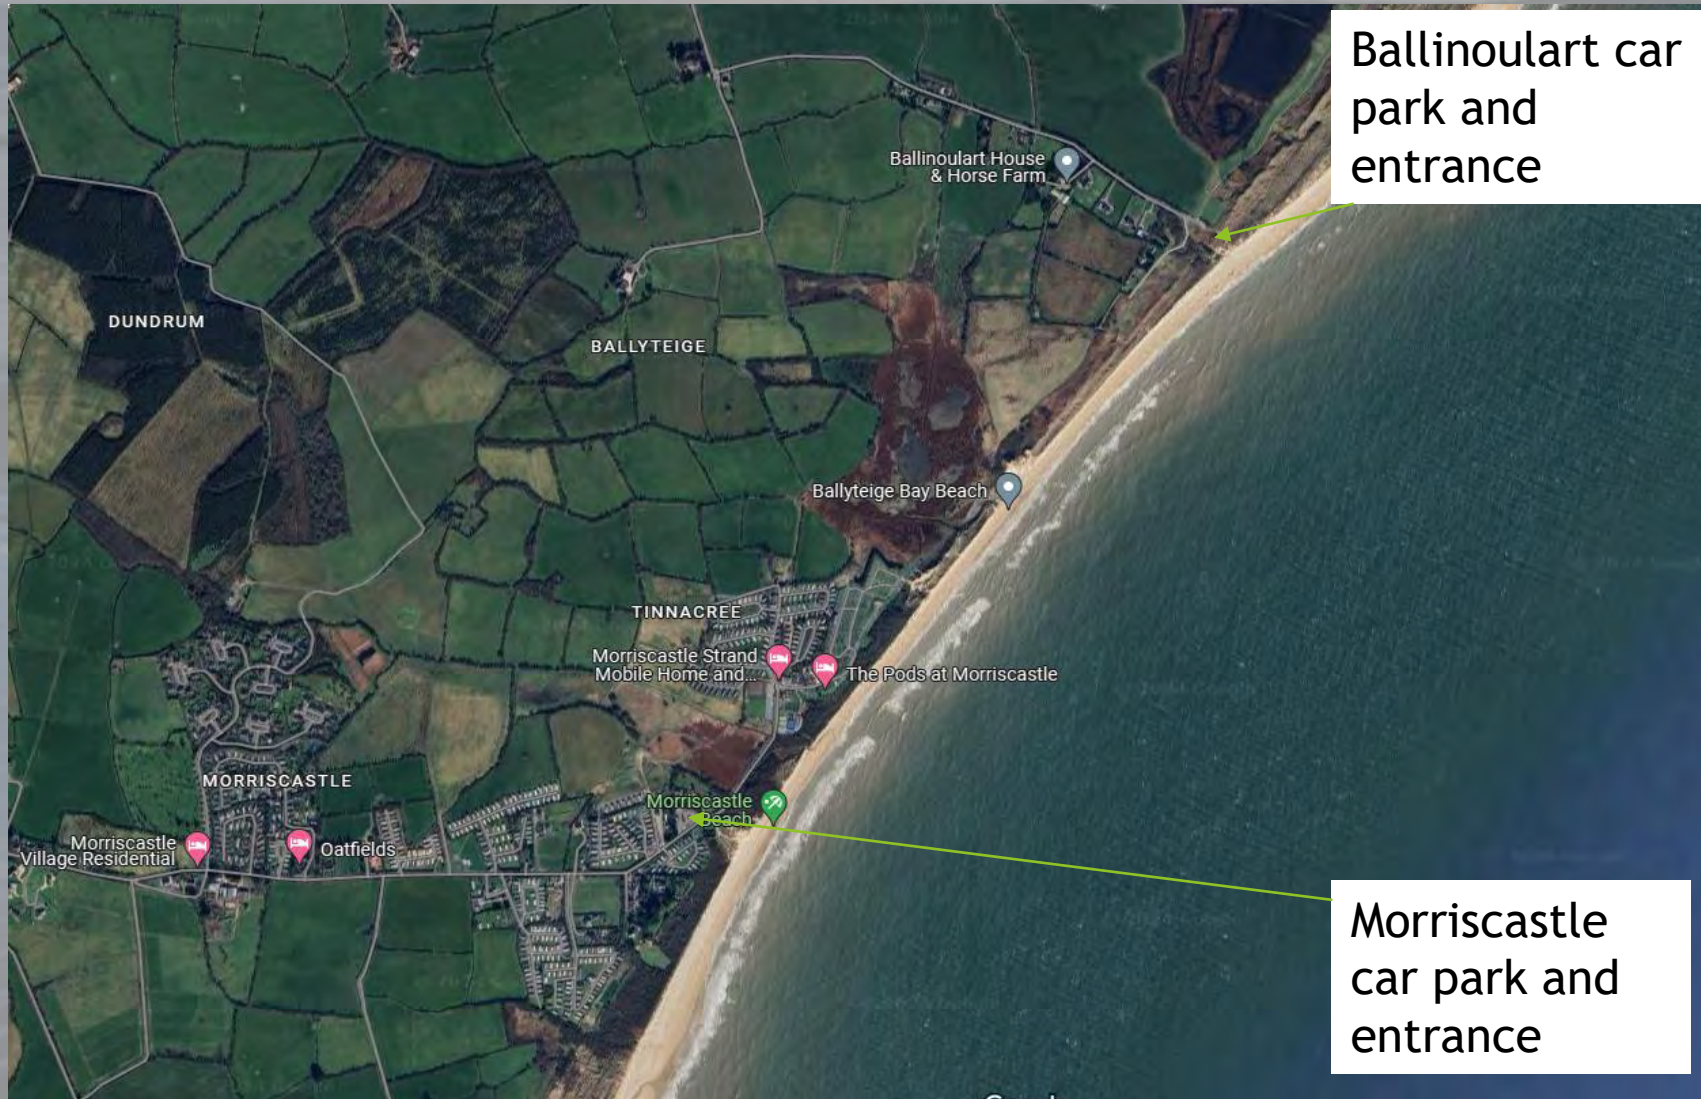 Ballinoulart car
park and
entrance
Ballinoulart House
& Horse Farm
DUNDRUM
BALLYTEIGE
Ballyteige Bay Beach
TINNACREE
Morriscastle Strand
Mobile Home and...
The Pods at Morriscastle
MORRISCASTLE
Morriscastle
Beach
Morriscastle
Village Residential
Oatfields
Morriscastle
car park and
entrance